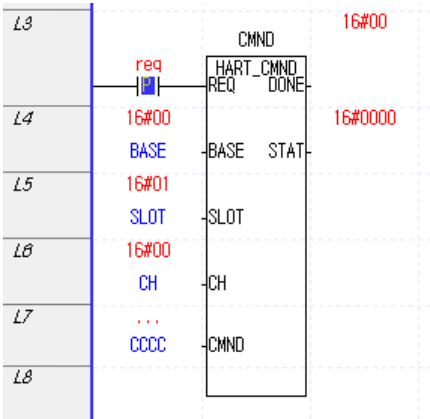 L3 16#00
CMND
req HART_CMND
P REQ DONE
L4 16#00 16#0000
BASE BASE STAT
L5 16#01
SLOT SLOT
L6 16#00
CH CH
L7 ...
CCCC CMND
L8